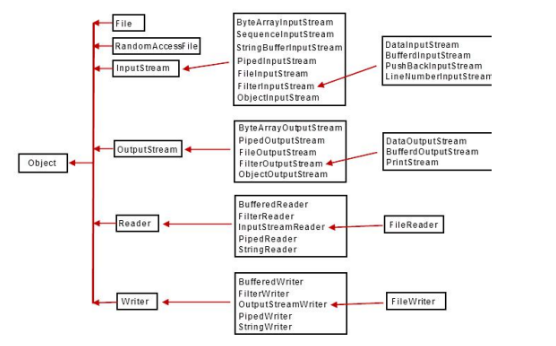 File
RandomAccessFile
InputStream
ByteArrayInputStream
SequenceInputStream
StringBufferInputStream
PipedInputStream
FileInputStream
FilterInputStream
ObjectInputStream
DataInputStream
BufferdInputStream
PushBackInputStream
LineNumberInputStream
Object
OutputStream
ByteArrayOutputStream
PipedOutputStream
FileOutputStream
FilterOutputStream
ObjectOutputStream
DataOutputStream
BufferdOutputStream
PrintStream
Reader
BufferedReader
FilterReader
InputStreamReader
PipedReader
StringReader
FileReader
Writer
BufferedWriter
FilterWriter
OutputStreamWriter
PipedWriter
StringWriter
FileWriter